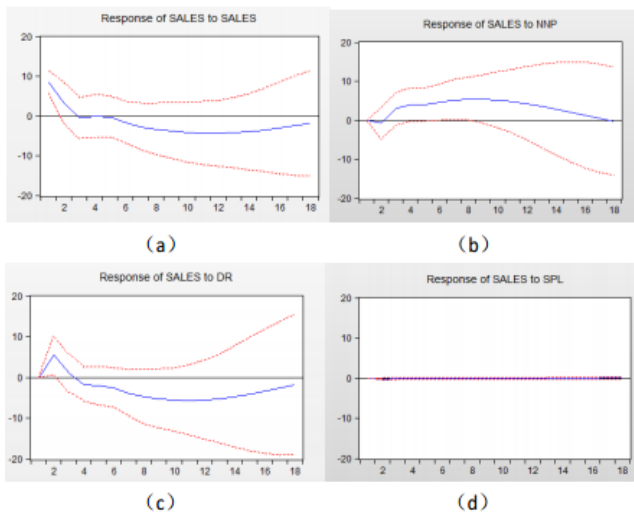 Response of SALES to SALES
20
10
0
-10
-20
2 4 6 8 10 12 14 16 18
(a)
Response of SALES to NNP
20
10
0
-10
-20
2 4 6 8 10 12 14 16 18
(b)
Response of SALES to DR
20
10
0
-10
-20
2 4 6 8 10 12 14 16 18
(c)
Response of SALES to SPL
20
10
0
-10
-20
2 4 6 8 10 12 14 16 18
(d)